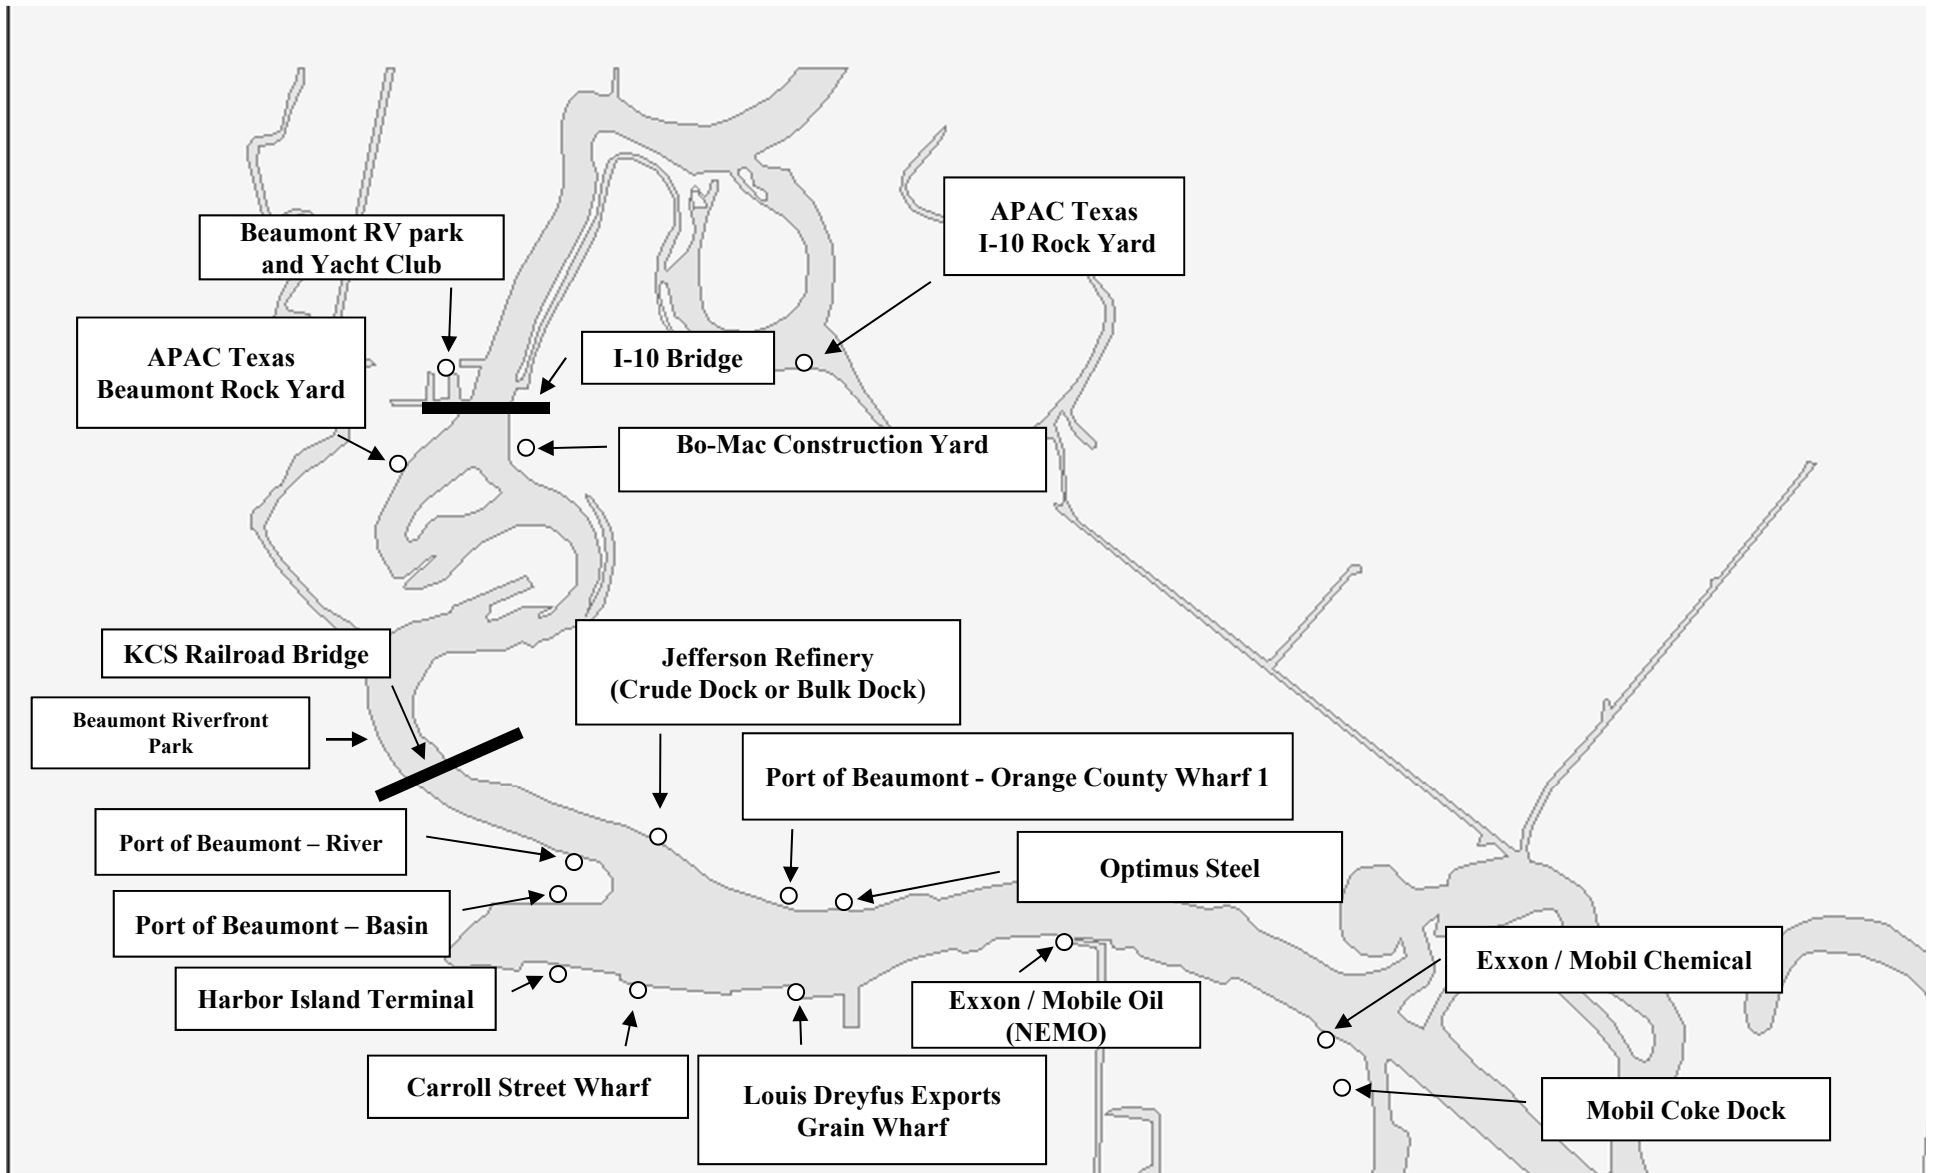 APAC Texas
I-10 Rock Yard
Beaumont RV park
and Yacht Club
APAC Texas
Beaumont Rock Yard
I-10 Bridge
Bo-Mac Construction Yard
KCS Railroad Bridge
Jefferson Refinery
(Crude Dock or Bulk Dock)
Beaumont Riverfront
Park
Port of Beaumont - Orange County Wharf 1
Port of Beaumont – River
Optimus Steel
Port of Beaumont – Basin
Exxon / Mobil Chemical
Harbor Island Terminal
Exxon / Mobile Oil
(NEMO)
Carroll Street Wharf
Louis Dreyfus Exports
Grain Wharf
Mobil Coke Dock